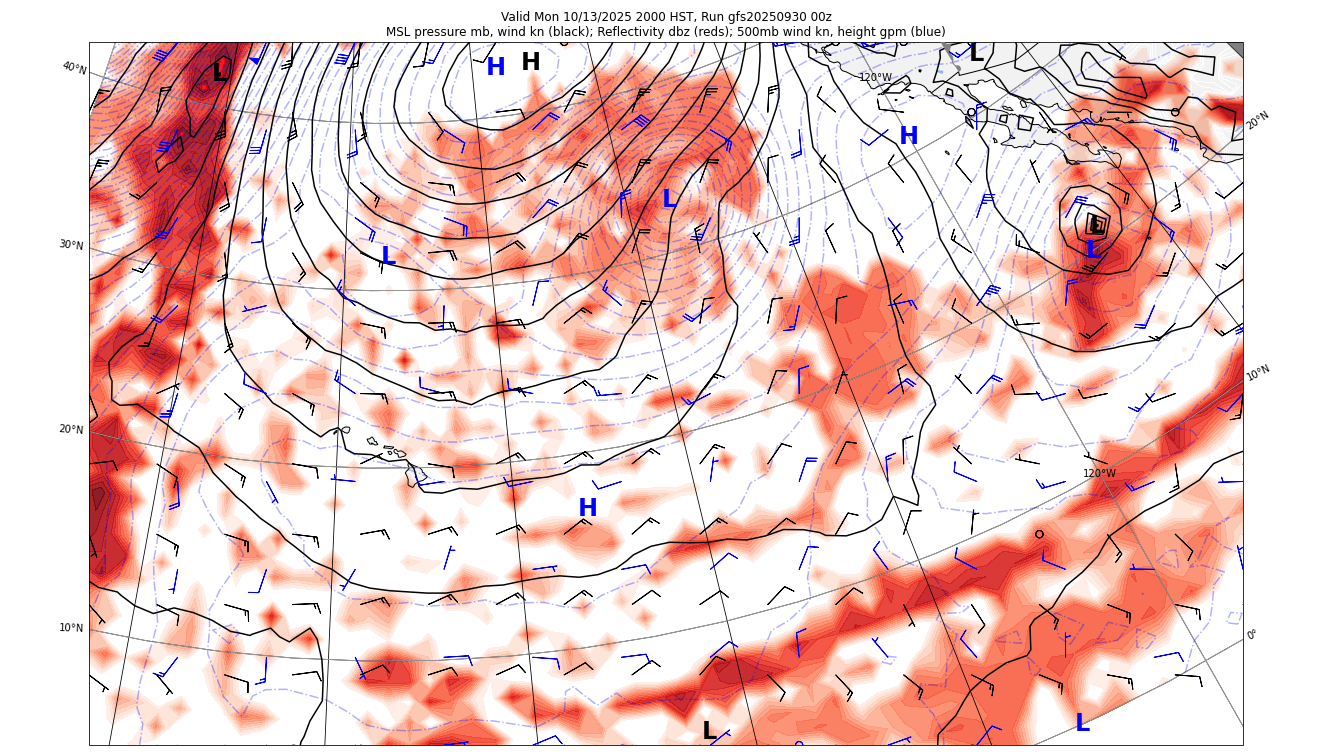 Valid Mon 10/13/2025 2000 HST, Run gfs20250930 00z
MSL pressure mb, wind kn (black); Reflectivity dbz (reds); 500mb wind kn, height gpm (blue)
L
H H
L
40°N
120°W
20°N
H
L
L
30°N
L
L
10°N
20°N
120°W
H
10°N
0°
L
L